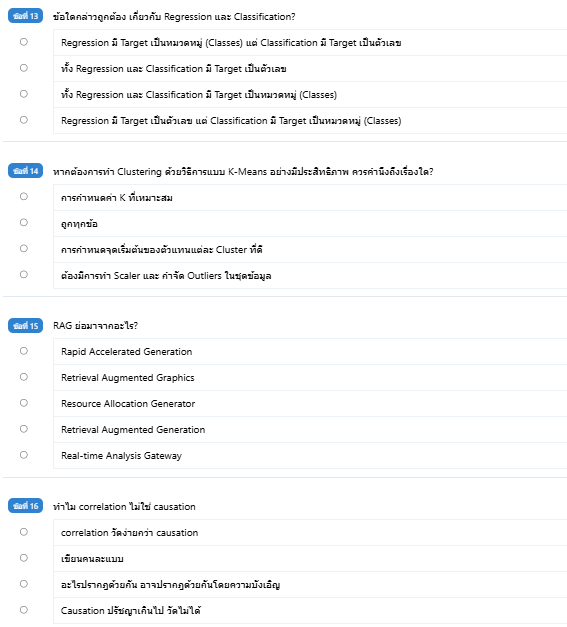 ข้อที่ 13 ข้อใดกล่าวถูกต้อง เกี่ยวกับ Regression และ Classification?
Regression มี Target เป็นหมวดหมู่ (Classes) แต่ Classification มี Target เป็นตัวเลข
ทั้ง Regression และ Classification มี Target เป็นตัวเลข
ทั้ง Regression และ Classification มี Target เป็นหมวดหมู่ (Classes)
Regression มี Target เป็นตัวเลข แต่ Classification มี Target เป็นหมวดหมู่ (Classes)
ข้อที่ 14 หากต้องการทำ Clustering ด้วยวิธีการแบบ K-Means อย่างมีประสิทธิภาพ ควรคำนึงถึงเรื่องใด?
การกำหนดค่า K ที่เหมาะสม
ถูกทุกข้อ
การกำหนดจุดเริ่มต้นของตัวแทนแต่ละ Cluster ที่ดี
ต้องมีการทำ Scaler และ กำจัด Outliers ในชุดข้อมูล
ข้อที่ 15 RAG ย่อมาจากอะไร?
Rapid Accelerated Generation
Retrieval Augmented Graphics
Resource Allocation Generator
Retrieval Augmented Generation
Real-time Analysis Gateway
ข้อที่ 16 ทำไม correlation ไม่ใช่ causation
correlation วัดง่ายกว่า causation
เขียนคนละแบบ
อะไรปรากฏด้วยกัน อาจปรากฏด้วยกันโดยความบังเอิญ
Causation ปรัชญาเกินไป วัดไม่ได้